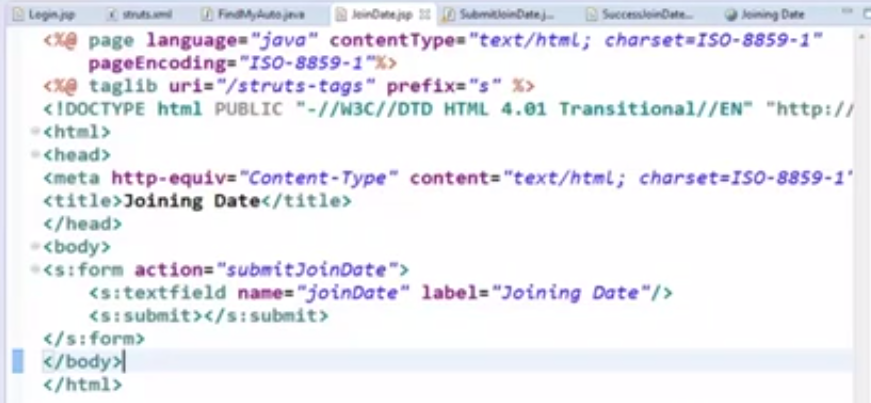 Login.jsp struts.xml FindMyAuto.java JoinDate.jsp SubmitJoinDate.j... SuccessJoinDate... Joining Date
<%@ page language="java" contentType="text/html; charset=ISO-8859-1"
pageEncoding="ISO-8859-1"%>
<%@ taglib uri="/struts-tags" prefix="s" %>
<!DOCTYPE html PUBLIC "-//W3C//DTD HTML 4.01 Transitional//EN" "http://
<html>
<head>
<meta http-equiv="Content-Type" content="text/html; charset=ISO-8859-1"
<title>Joining Date</title>
</head>
<body>
<s:form action="submitJoinDate">
<s:textfield name="joinDate" label="Joining Date"/>
<s:submit></s:submit>
</s:form>
</body>
</html>